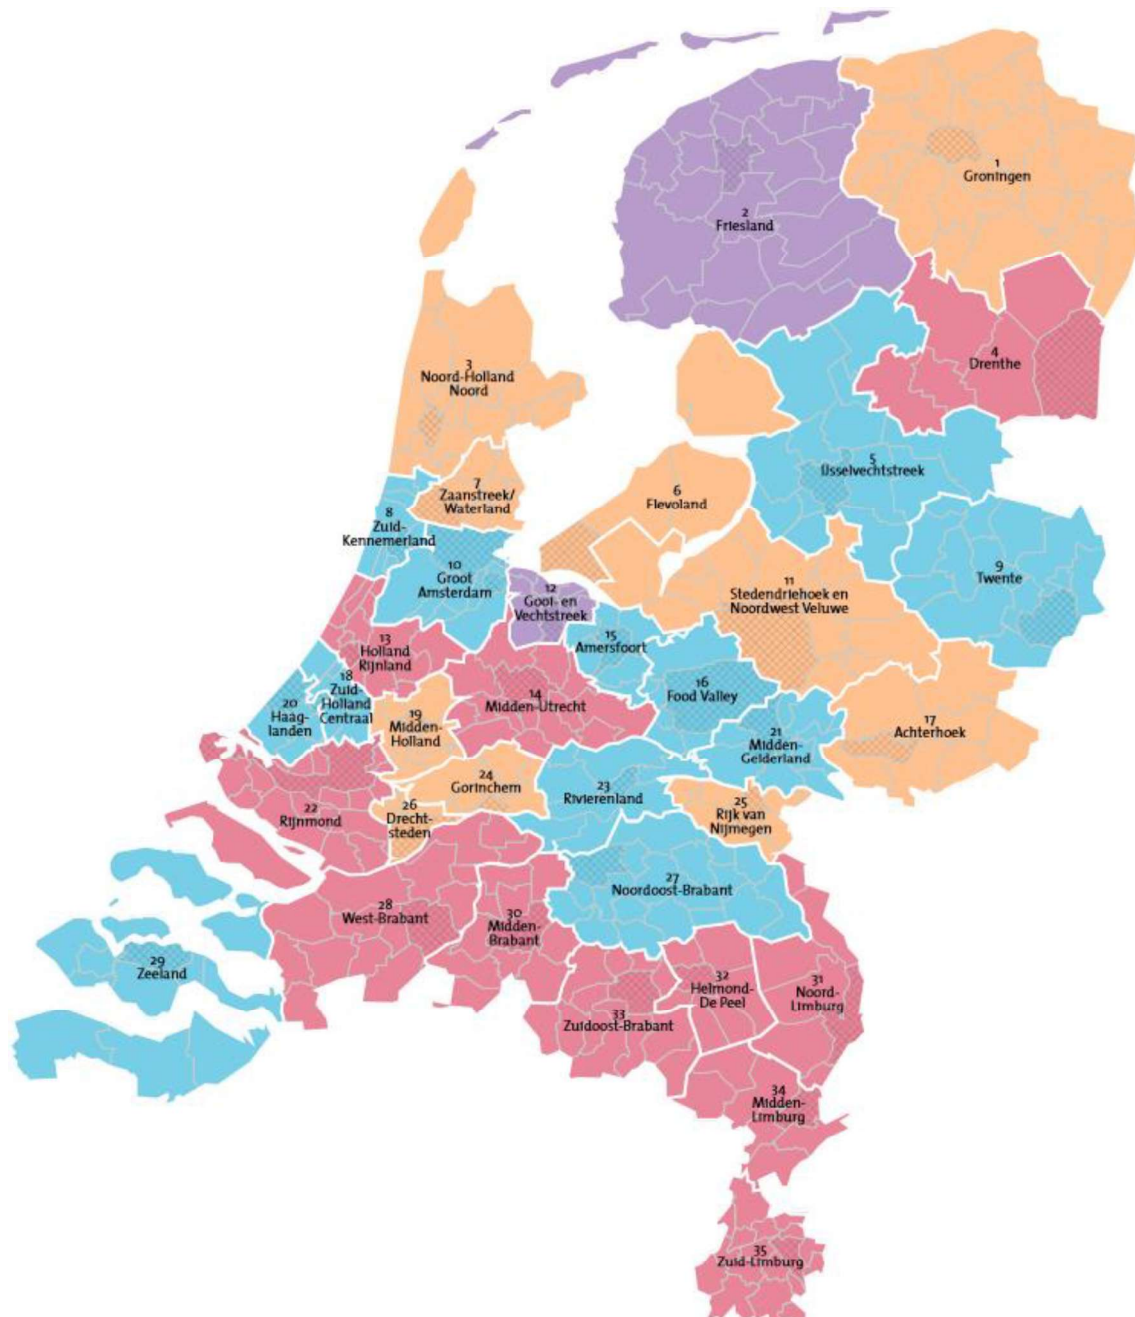 1
Groningen
2
Friesland
3
Noord-Holland
Noord
4
Drenthe
5
IJsselvechtstreek
6
Flevoland
7
Zaanstreek/
Waterland
8
Zuid-
Kennemerland
9
Twente
10
Groot
Amsterdam
11
Stedendriehoek en
Noordwest Veluwe
12
Gooi- en
Vechtstreek
13
Holland
Rijnland
14
Midden-Utrecht
15
Amersfoort
16
Food Valley
17
Achterhoek
18
Zuid-
Holland
Centraal
19
Midden-
Holland
20
Haag-
landen
21
Midden-
Gelderland
22
Rijnmond
23
Rivierenland
24
Gorinchem
25
Rijk van
Nijmegen
26
Drecht-
steden
27
Noordoost-Brabant
28
West-Brabant
29
Zeeland
30
Midden-
Brabant
31
Noord-
Limburg
32
Helmond-
De Peel
33
Zuidoost-Brabant
34
Midden-
Limburg
35
Zuid-Limburg